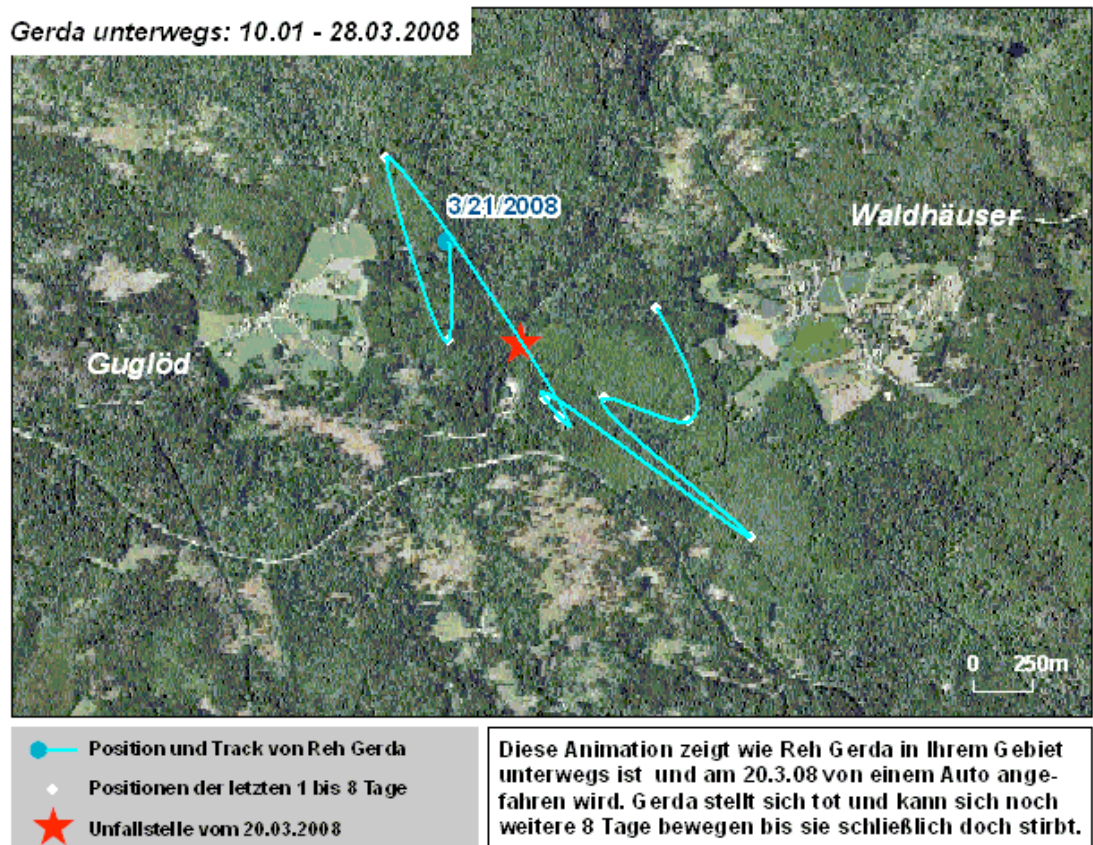 Gerda unterwegs: 10.01 - 28.03.2008
3/21/2008
Waldhäuser
Guglöd
0 250m
Position und Track von Reh Gerda
Positionen der letzten 1 bis 8 Tage
Unfallstelle vom 20.03.2008
Diese Animation zeigt wie Reh Gerda in Ihrem Gebiet
unterwegs ist und am 20.3.08 von einem Auto ange-
fahren wird. Gerda stellt sich tot und kann sich noch
weitere 8 Tage bewegen bis sie schließlich doch stirbt.